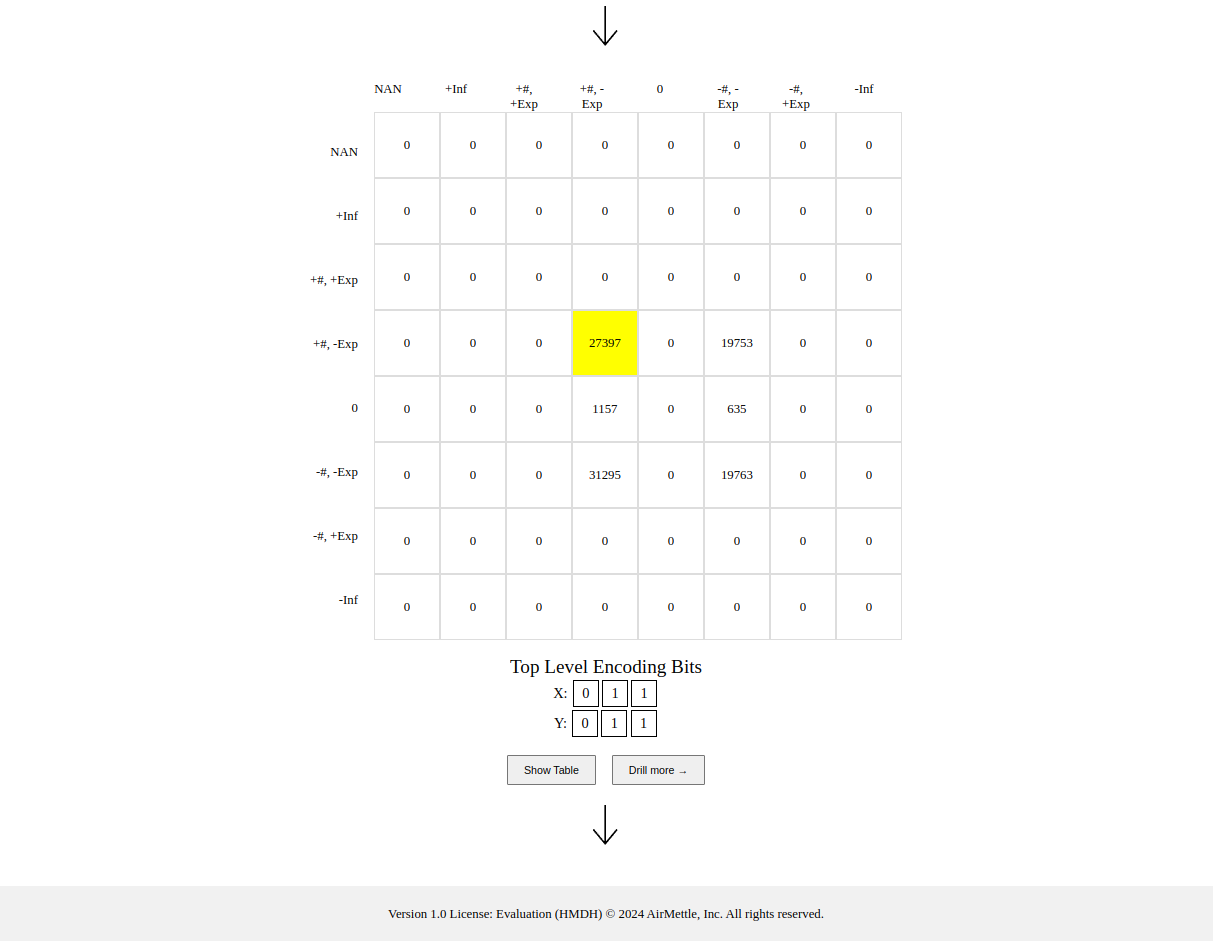 NAN +Inf +#, +Exp +#, -Exp 0 -#, -Exp -#, +Exp -Inf
NAN 0 0 0 0 0 0 0 0
+Inf 0 0 0 0 0 0 0 0
+#, +Exp 0 0 0 0 0 0 0 0
+#, -Exp 0 0 0 27397 0 19753 0 0
0 0 0 0 1157 0 635 0 0
-#, -Exp 0 0 0 31295 0 19763 0 0
-#, +Exp 0 0 0 0 0 0 0 0
-Inf 0 0 0 0 0 0 0 0
Top Level Encoding Bits
X: 0 1 1
Y: 0 1 1
Show Table Drill more →
Version 1.0 License: Evaluation (HMDH) © 2024 AirMettle, Inc. All rights reserved.